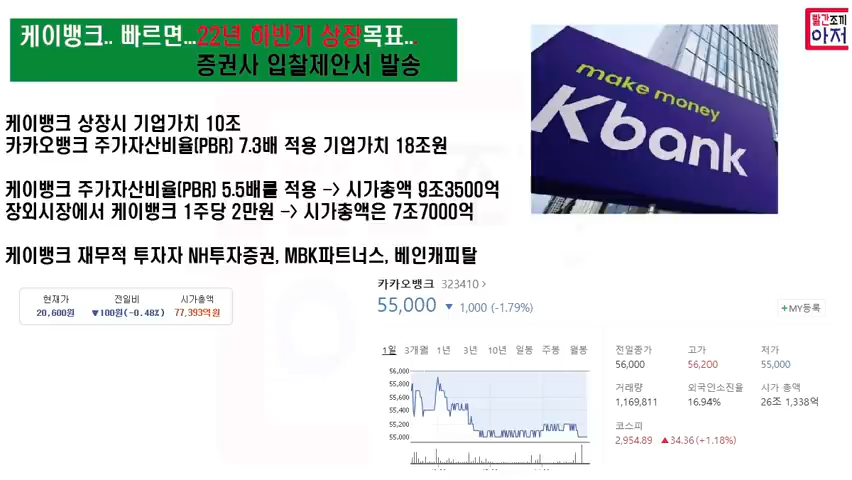 케이뱅크.. 빠르면...22년 하반기 상장목표..
증권사 입찰제안서 발송
빨간조끼
아저
make money
Kbank
케이뱅크 상장시 기업가치 10조
카카오뱅크 주가자산비율(PBR) 7.3배 적용 기업가치 18조원
케이뱅크 주가자산비율(PBR) 5.5배를 적용 -> 시가총액 9조3500억
장외시장에서 케이뱅크 1주당 2만원 -> 시가총액은 7조7000억
케이뱅크 재무적 투자자 NH투자증권, MBK파트너스, 베인캐피탈
현재가 전일비 시가총액
20,600원 ▼100원(-0.48%) 77,393억원
카카오뱅크 323410 >
55,000 ▼ 1,000 (-1.79%)
+MY등록
1일 3개월 1년 3년 10년 일봉 주봉 월봉
56,000
55,800
55,600
55,400
55,200
55,000
전일종가 고가 저가
56,000 56,200 55,000
거래량 외국인소진율 시가 총액
1,169,811 16.94% 26조 1,338억
코스피
2,954.89 ▲34.36 (+1.18%)